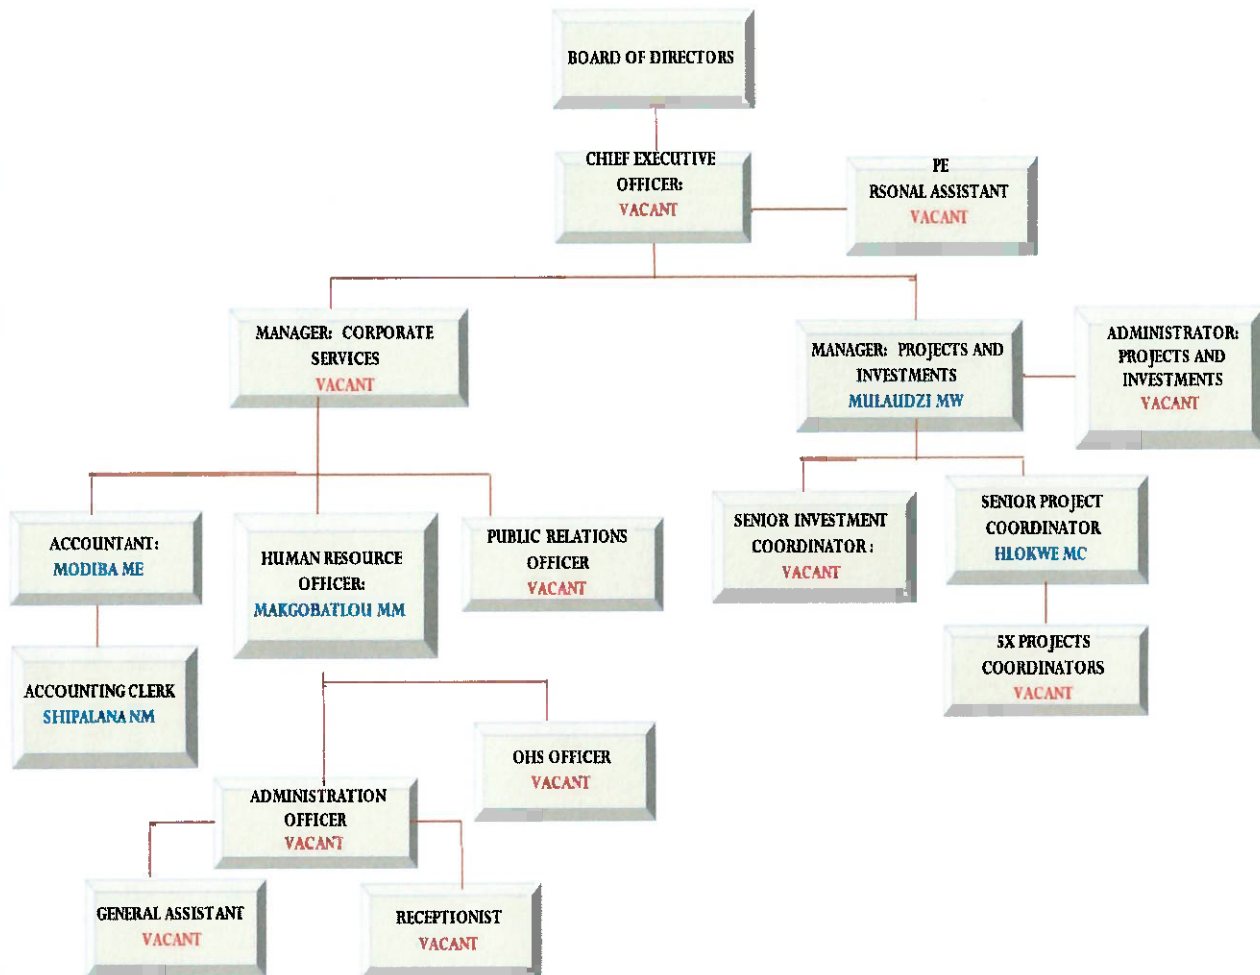 BOARD OF DIRECTORS
CHIEF EXECUTIVE
OFFICER:
VACANT
PE
RSONAL ASSISTANT
VACANT
MANAGER: CORPORATE
SERVICES
VACANT
MANAGER: PROJECTS AND
INVESTMENTS
MULAUDZI MW
ADMINISTRATOR:
PROJECTS AND
INVESTMENTS
VACANT
ACCOUNTANT:
MODIBA ME
HUMAN RESOURCE
OFFICER:
MAKGOBATLOU MM
PUBLIC RELATIONS
OFFICER
VACANT
SENIOR INVESTMENT
COORDINATOR :
VACANT
SENIOR PROJECT
COORDINATOR
HLOKWE MC
ACCOUNTING CLERK
SHIPALANA NM
5X PROJECTS
COORDINATORS
VACANT
OHS OFFICER
VACANT
ADMINISTRATION
OFFICER
VACANT
GENERAL ASSISTANT
VACANT
RECEPTIONIST
VACANT